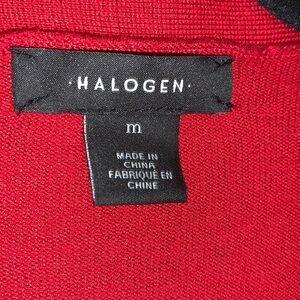 ·HALOGEN·
m
MADE IN
CHINA
FABRIQUÉ EN
CHINE